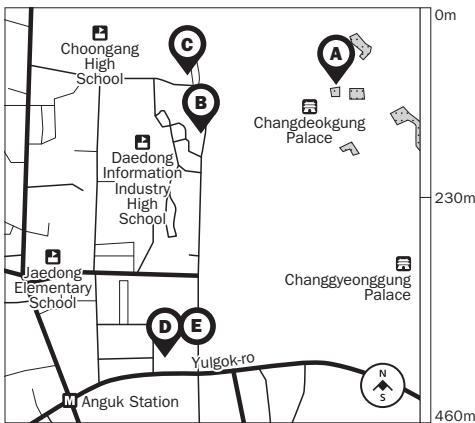 0m
Choongang
High
School
C
A
B
Changdeokgung
Palace
Daedong
Information
Industry
High
School
230m
Jaedong
Elementary
School
Changgyeonggung
Palace
D
E
Yulgok-ro
N
S
M
Anguk Station
460m